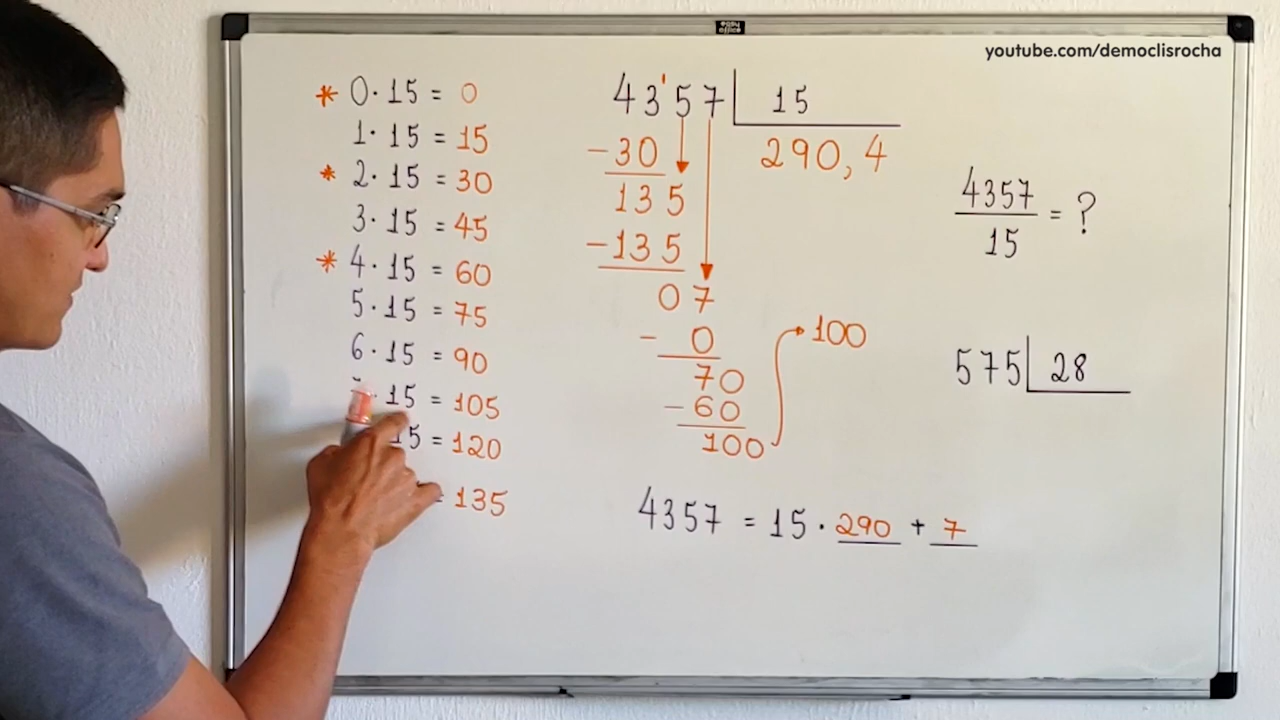 easy office
youtube.com/democlisrocha
* 0 · 15 = 0
1 · 15 = 15
* 2 · 15 = 30
3 · 15 = 45
* 4 · 15 = 60
5 · 15 = 75
6 · 15 = 90
· 15 = 105
15 = 120
= 135
43'57 | 15
290,4
-30
135
-135
07
- 0
70
-60
100
100
4357 = 15 · 290 + 7
4357
15
= ?
575 | 28